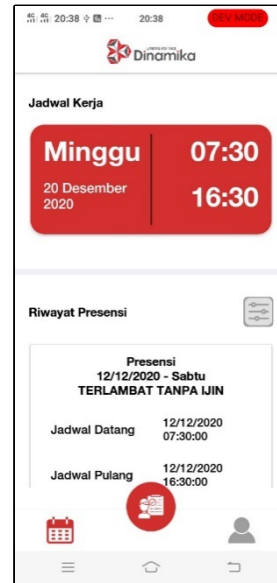 20:38
20:38
DEV MODE
Dinamika
Jadwal Kerja
Minggu 07:30
20 Desember 2020 16:30
Riwayat Presensi
Presensi
12/12/2020 - Sabtu
TERLAMBAT TANPA IJIN
Jadwal Datang 12/12/2020 07:30:00
Jadwal Pulang 12/12/2020 16:30:00